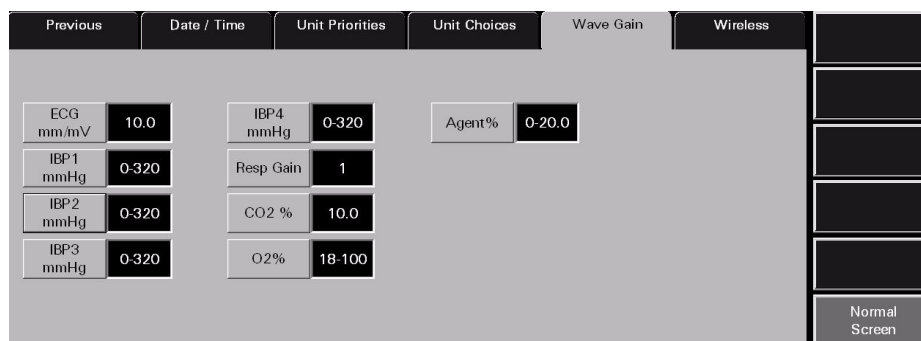 Previous
Date / Time
Unit Priorities
Unit Choices
Wave Gain
Wireless
ECG
mm/mV
10.0
IBP1
mmHg
0-320
IBP2
mmHg
0-320
IBP3
mmHg
0-320
IBP4
mmHg
0-320
Resp Gain
1
CO2 %
10.0
O2%
18-100
Agent%
0-20.0
Normal
Screen